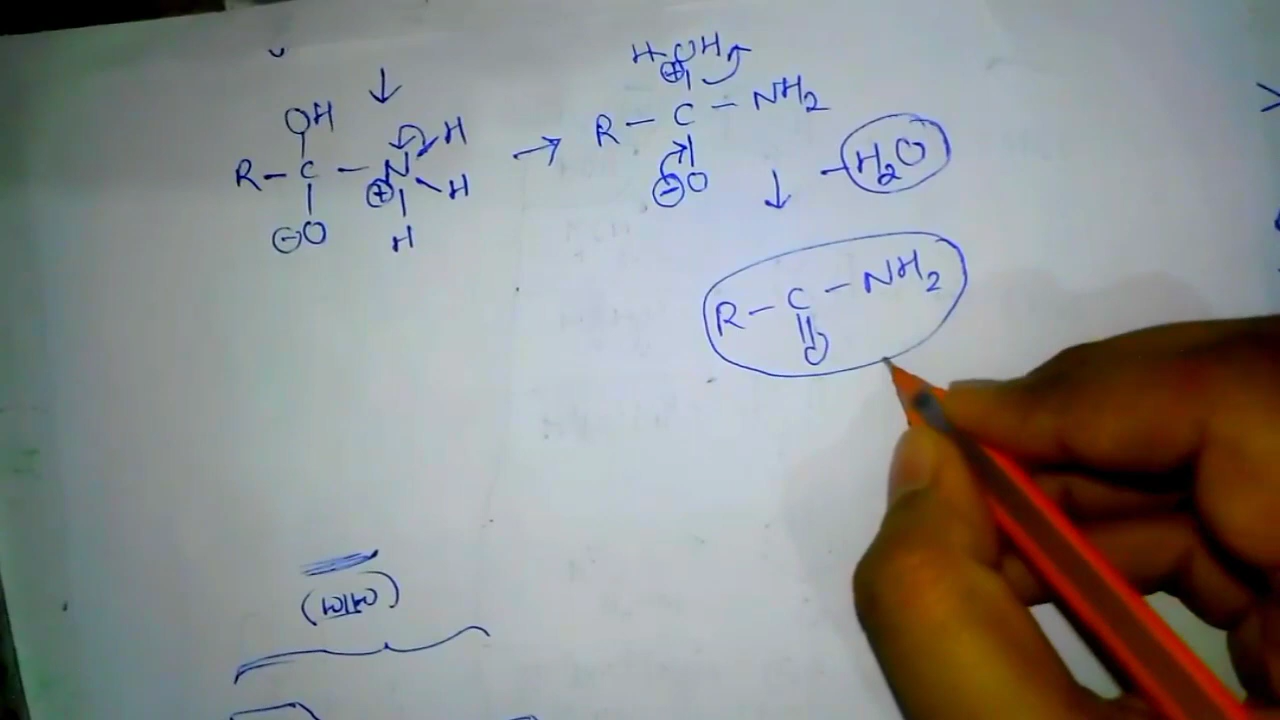 OH
R - C - N H
⊕ H
⊖O H
→
H OH
⊕
R - C - NH2
⊖O
- H2O
R - C - NH2
O